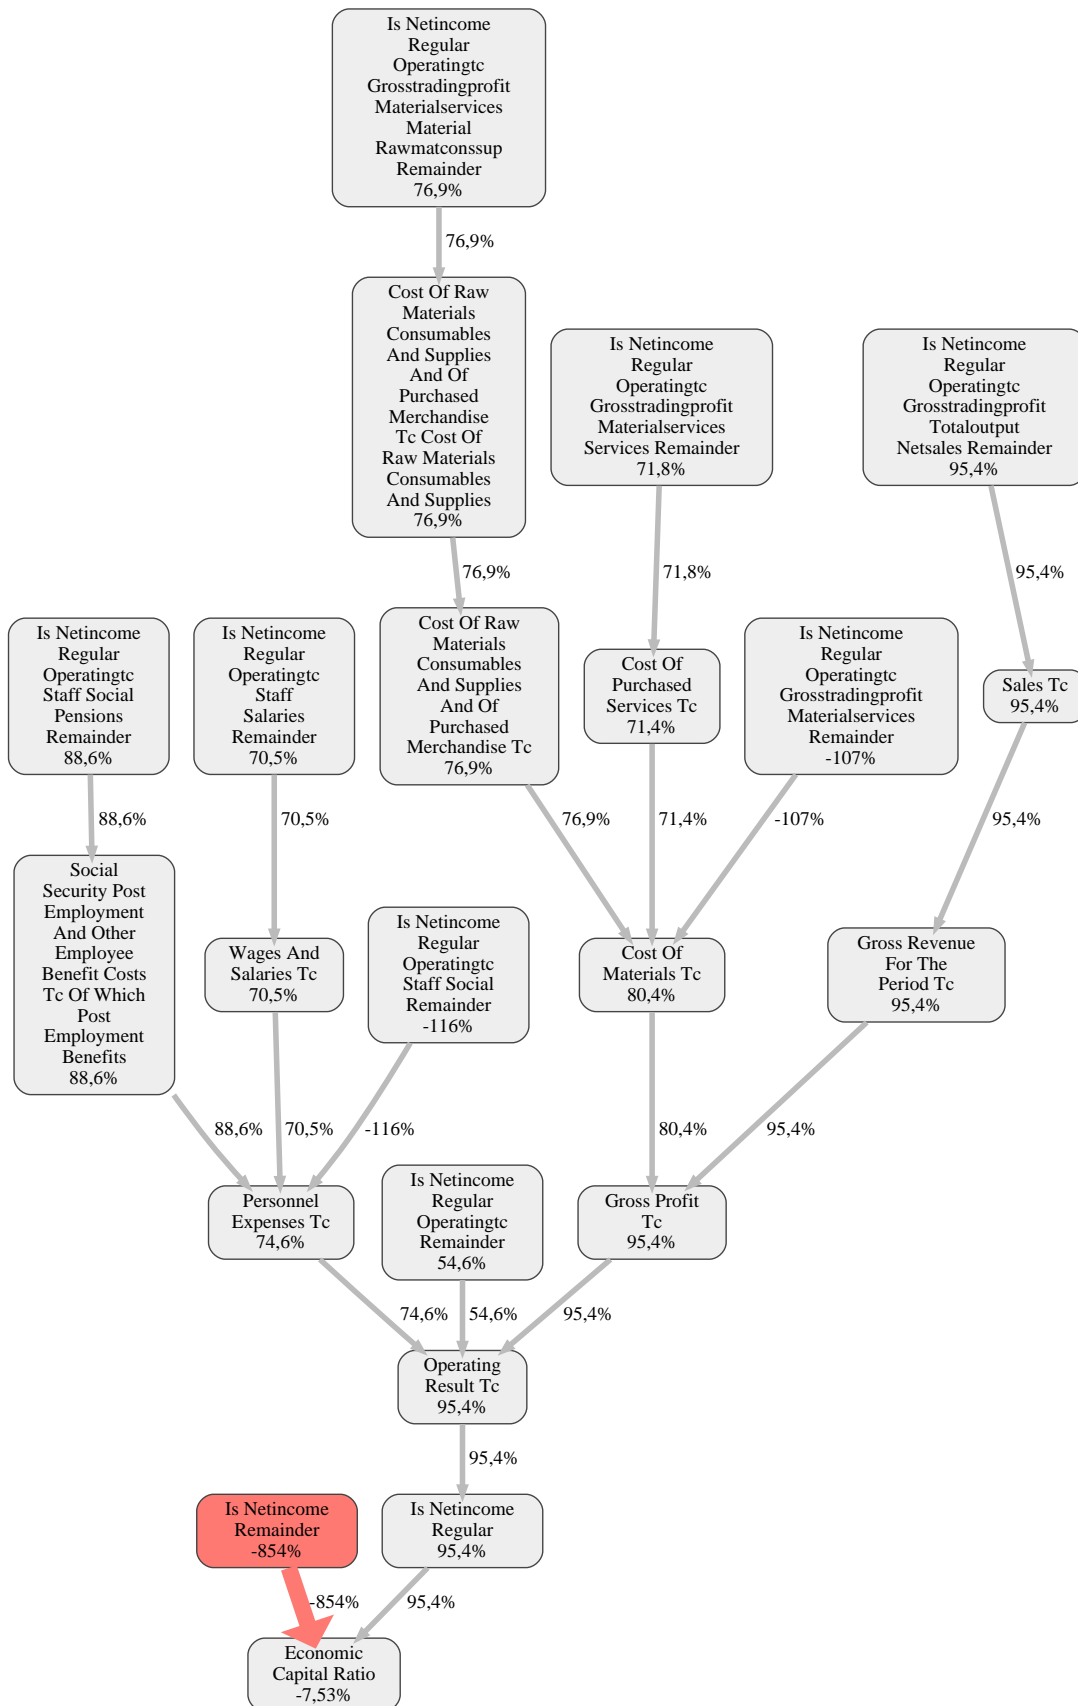 Is Netincome
Regular
Operatingtc
Grosstradingprofit
Materialservices
Material
Rawmatconssup
Remainder
76,9%
76,9%
Cost Of Raw
Materials
Consumables
And Supplies
And Of
Purchased
Merchandise
Tc Cost Of
Raw Materials
Consumables
And Supplies
76,9%
Is Netincome
Regular
Operatingtc
Grosstradingprofit
Materialservices
Services Remainder
71,8%
Is Netincome
Regular
Operatingtc
Grosstradingprofit
Totaloutput
Netsales Remainder
95,4%
76,9%
71,8%
95,4%
Is Netincome
Regular
Operatingtc
Staff Social
Pensions
Remainder
88,6%
Is Netincome
Regular
Operatingtc
Staff
Salaries
Remainder
70,5%
Cost Of Raw
Materials
Consumables
And Supplies
And Of
Purchased
Merchandise Tc
76,9%
Cost Of
Purchased
Services Tc
71,4%
Is Netincome
Regular
Operatingtc
Grosstradingprofit
Materialservices
Remainder
-107%
Sales Tc
95,4%
88,6%
70,5%
76,9%
71,4%
-107%
95,4%
Social
Security Post
Employment
And Other
Employee
Benefit Costs
Tc Of Which
Post
Employment
Benefits
88,6%
Wages And
Salaries Tc
70,5%
Is Netincome
Regular
Operatingtc
Staff Social
Remainder
-116%
Cost Of
Materials Tc
80,4%
Gross Revenue
For The
Period Tc
95,4%
88,6%
70,5%
-116%
80,4%
95,4%
Personnel
Expenses Tc
74,6%
Is Netincome
Regular
Operatingtc
Remainder
54,6%
Gross Profit
Tc
95,4%
74,6%
54,6%
95,4%
Operating
Result Tc
95,4%
95,4%
Is Netincome
Remainder
-854%
Is Netincome
Regular
95,4%
-854%
95,4%
Economic
Capital Ratio
-7,53%